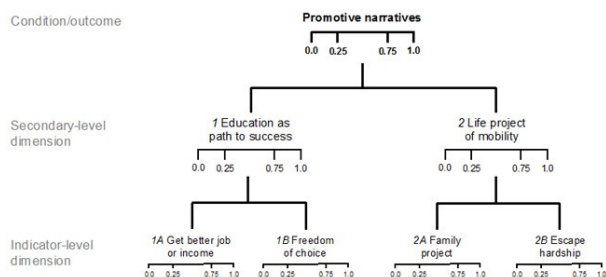 Condition/outcome
Promotive narratives
0.0 0.25 0.75 1.0
Secondary-level
dimension
1 Education as
path to success
0.0 0.25 0.75 1.0
2 Life project
of mobility
0.0 0.25 0.75 1.0
Indicator-level
dimension
1A Get better job
or income
0.0 0.25 0.75 1.0
1B Freedom
of choice
0.0 0.25 0.75 1.0
2A Family
project
0.0 0.25 0.75 1.0
2B Escape
hardship
0.0 0.25 0.75 1.0